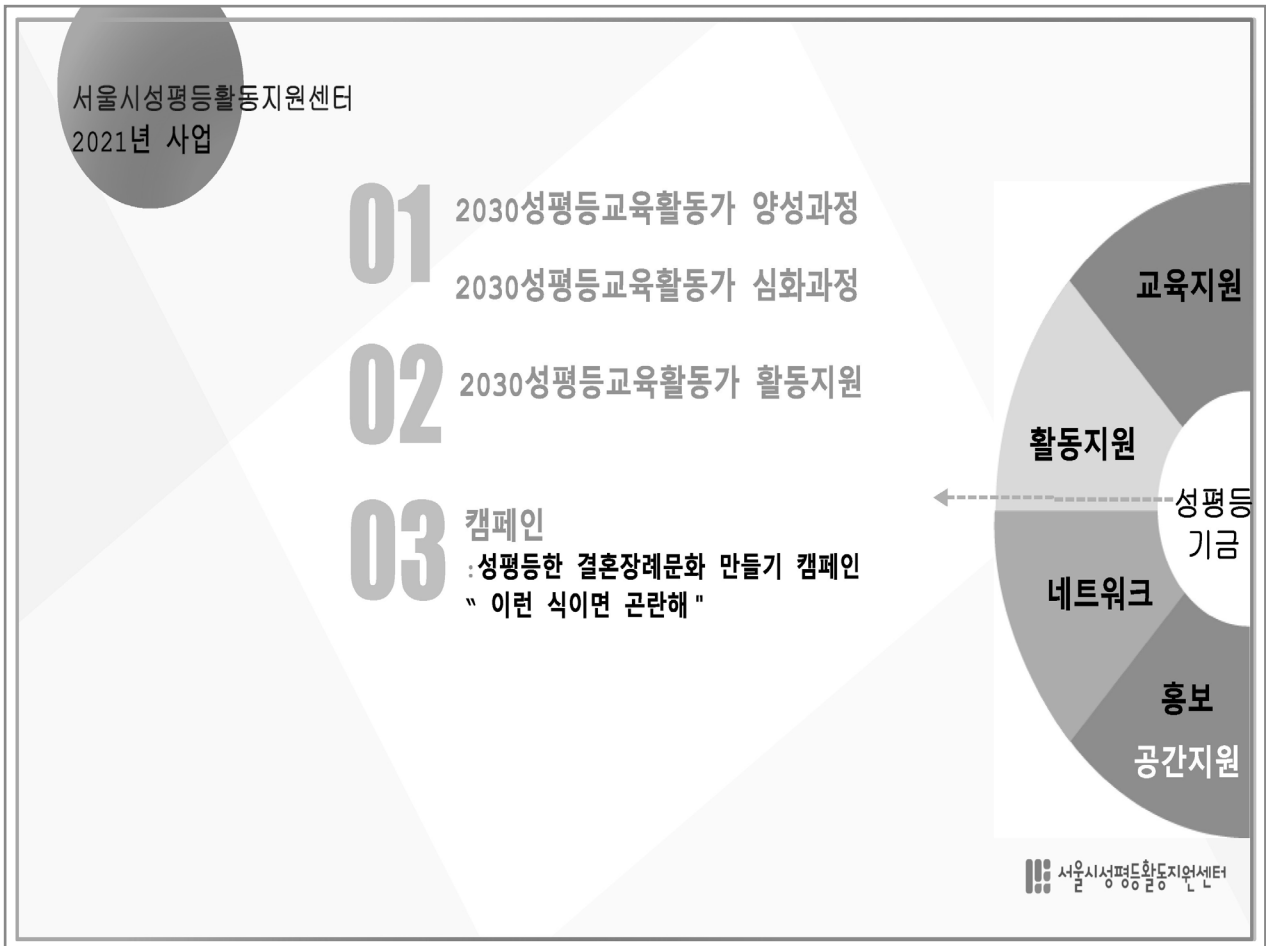 서울시성평등활동지원센터
2021년 사업
01
2030성평등교육활동가 양성과정
2030성평등교육활동가 심화과정
02
2030성평등교육활동가 활동지원
03
캠페인
:성평등한 결혼장례문화 만들기 캠페인
“ 이런 식이면 곤란해"
교육지원
활동지원
성평등
기금
네트워크
홍보
공간지원
서울시성평등활동지원센터